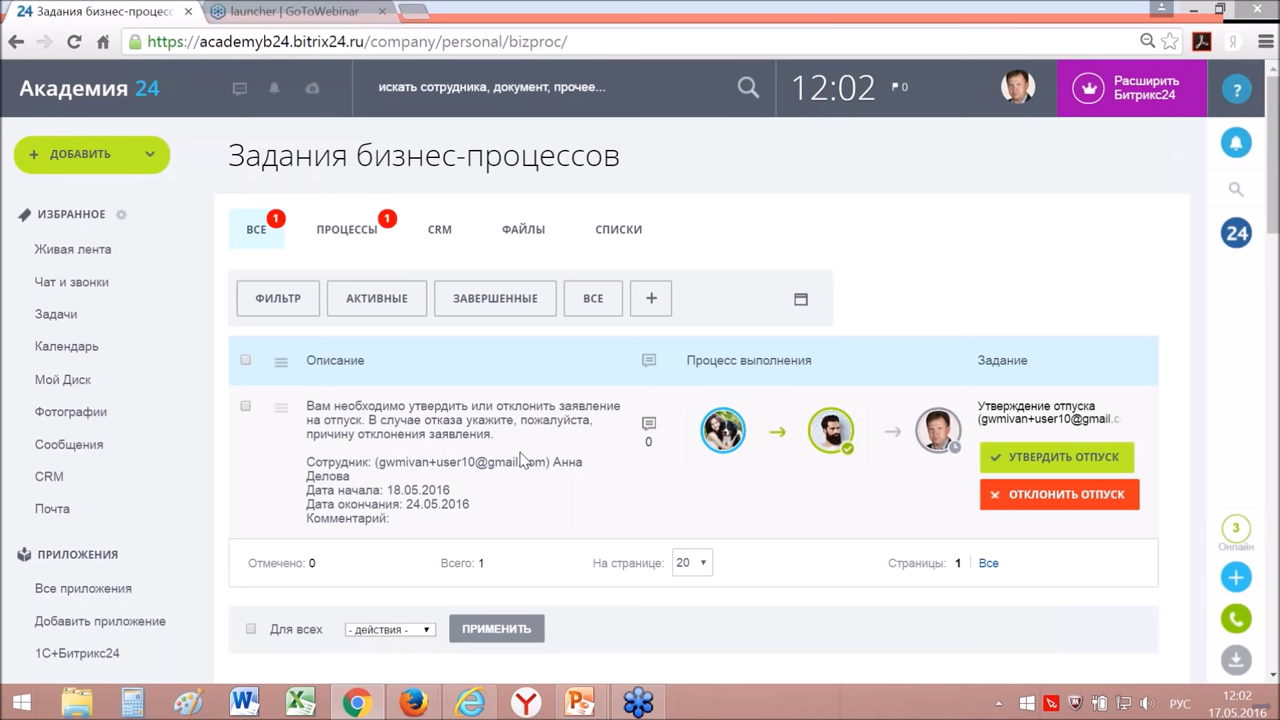 24 Задания бизнес-процесс
launcher | GoToWebinar
https://academyb24.bitrix24.ru/company/personal/bizproc/
Академия 24
искать сотрудника, документ, прочее...
12:02
0
Расширить
Битрикс24
?
+ ДОБАВИТЬ
Задания бизнес-процессов
ИЗБРАННОЕ
Живая лента
Чат и звонки
Задачи
Календарь
Мой Диск
Фотографии
Сообщения
CRM
Почта
ПРИЛОЖЕНИЯ
Все приложения
Добавить приложение
1С+Битрикс24
ВСЕ 1
ПРОЦЕССЫ 1
CRM
ФАЙЛЫ
СПИСКИ
ФИЛЬТР
АКТИВНЫЕ
ЗАВЕРШЕННЫЕ
ВСЕ
+
Описание
Процесс выполнения
Задание
Вам необходимо утвердить или отклонить заявление
на отпуск. В случае отказа укажите, пожалуйста,
причину отклонения заявления.
Сотрудник: (gwmivan+user10@gmail.com) Анна
Делова
Дата начала: 18.05.2016
Дата окончания: 24.05.2016
Комментарий:
0
Утверждение отпуска
(gwmivan+user10@gmail.c
УТВЕРДИТЬ ОТПУСК
ОТКЛОНИТЬ ОТПУСК
Отмечено: 0
Всего: 1
На странице: 20
Страницы: 1
Все
Для всех
- действия -
ПРИМЕНИТЬ
24
3
Онлайн
РУС
12:02
17.05.2016